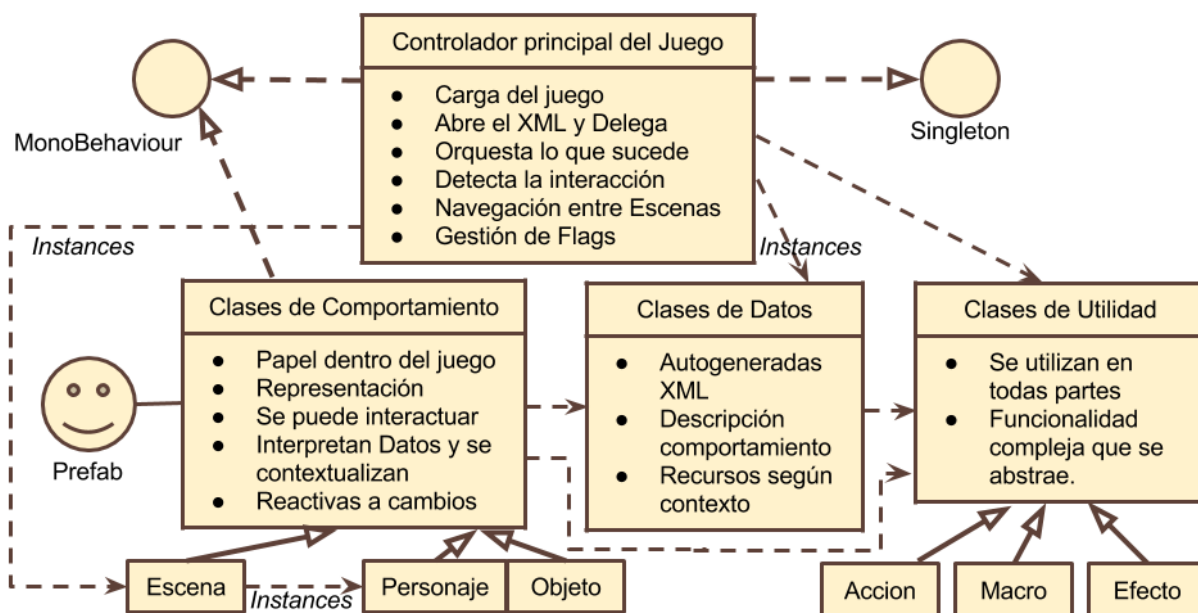 Controlador principal del Juego
● Carga del juego
● Abre el XML y Delega
● Orquesta lo que sucede
● Detecta la interacción
● Navegación entre Escenas
● Gestión de Flags
MonoBehaviour
Singleton
Instances
Instances
Clases de Comportamiento
● Papel dentro del juego
● Representación
● Se puede interactuar
● Interpretan Datos y se
contextualizan
● Reactivas a cambios
Prefab
Clases de Datos
● Autogeneradas
XML
● Descripción
comportamiento
● Recursos según
contexto
Clases de Utilidad
● Se utilizan en
todas partes
● Funcionalidad
compleja que se
abstrae.
Escena
Instances
Personaje
Objeto
Accion
Macro
Efecto